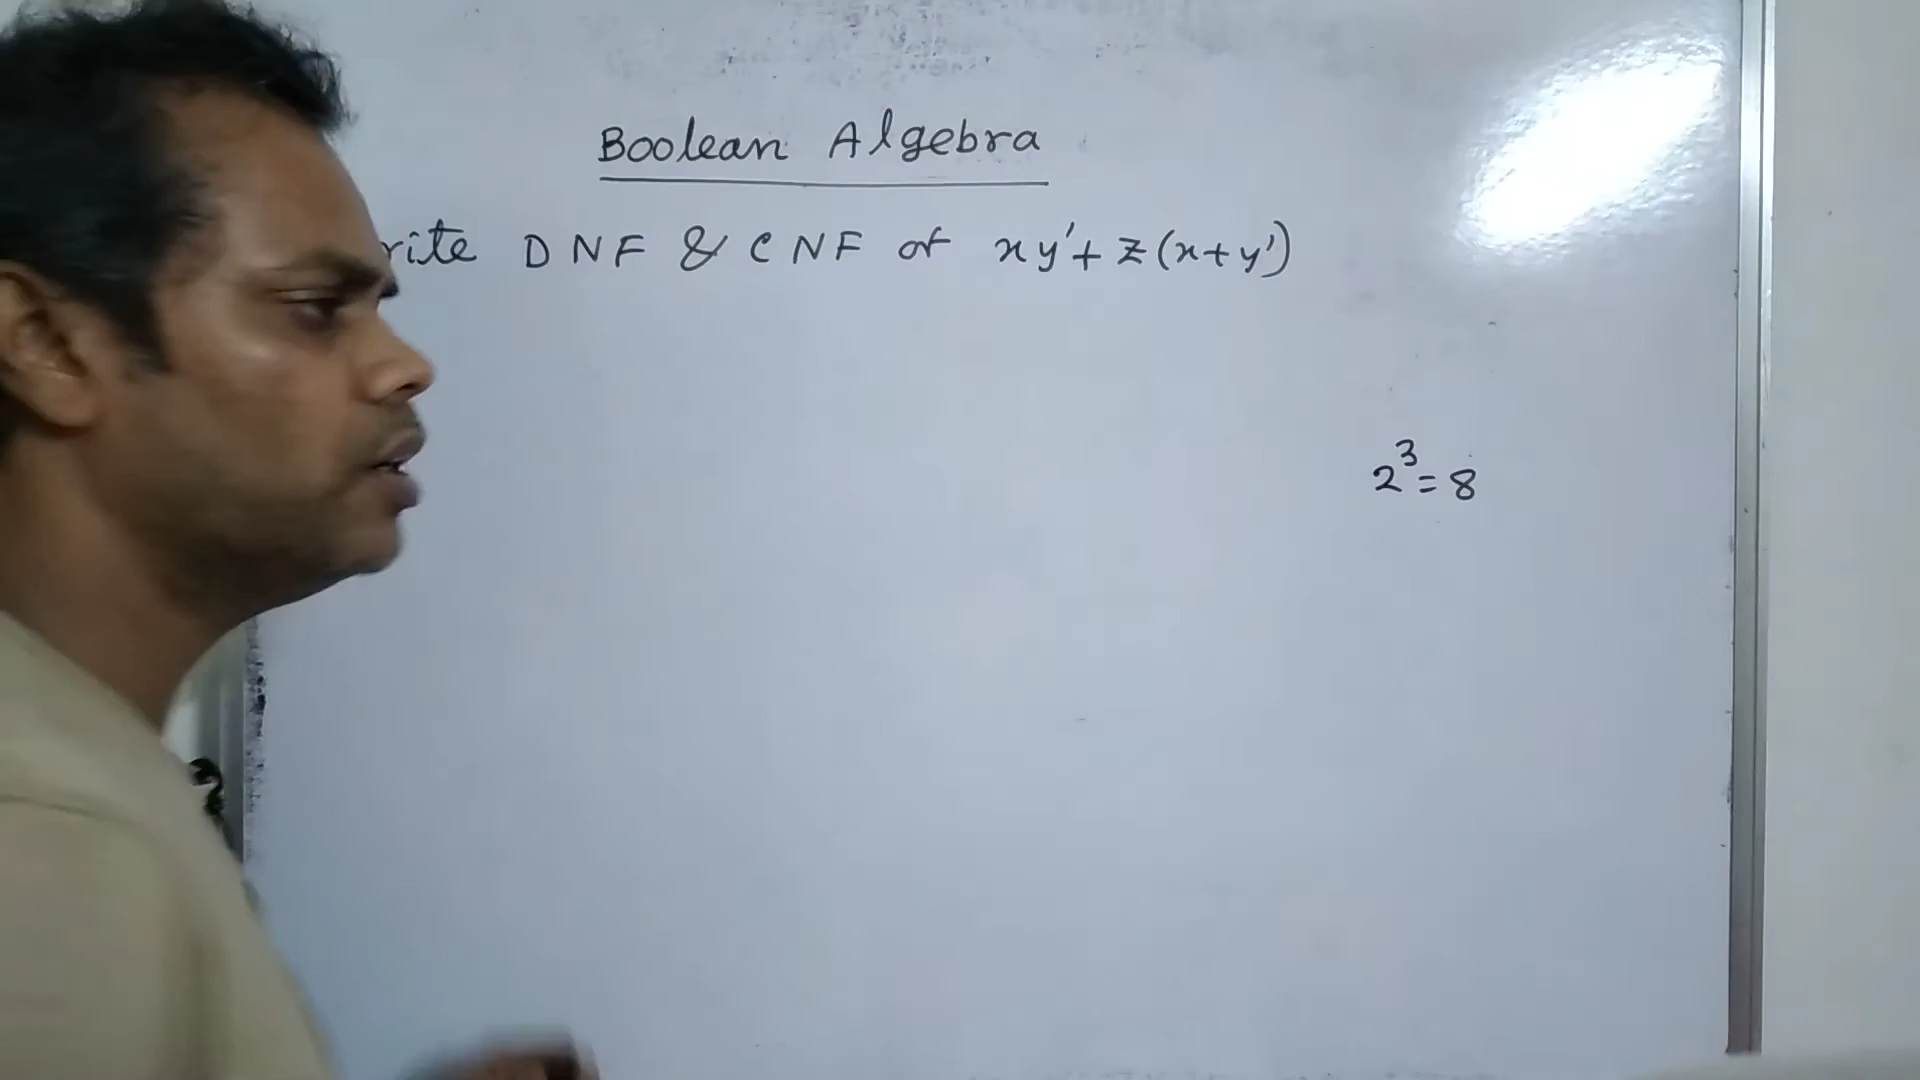 Boolean Algebra
rite DNF & CNF of xy'+z(x+y')
2³=8